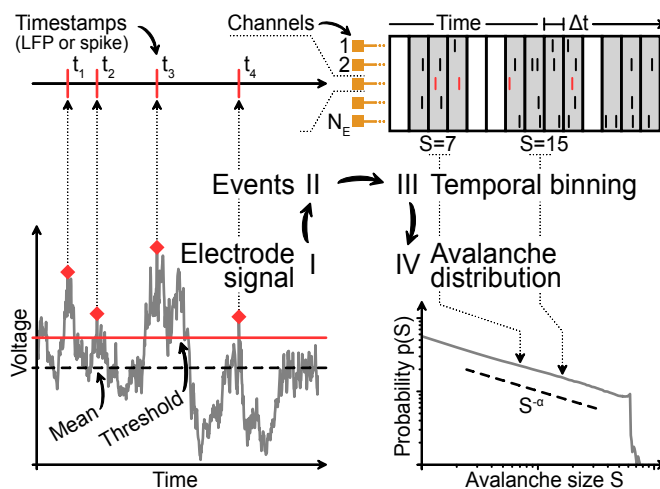 Timestamps
(LFP or spike)
t1 t2 t3 t4
Channels
1
2
NE
Time Δt
S=7 S=15
Events II III Temporal binning
Electrode
signal I
IV Avalanche
distribution
Voltage
Mean
Threshold
Time
Probability p(S)
S-α
Avalanche size S